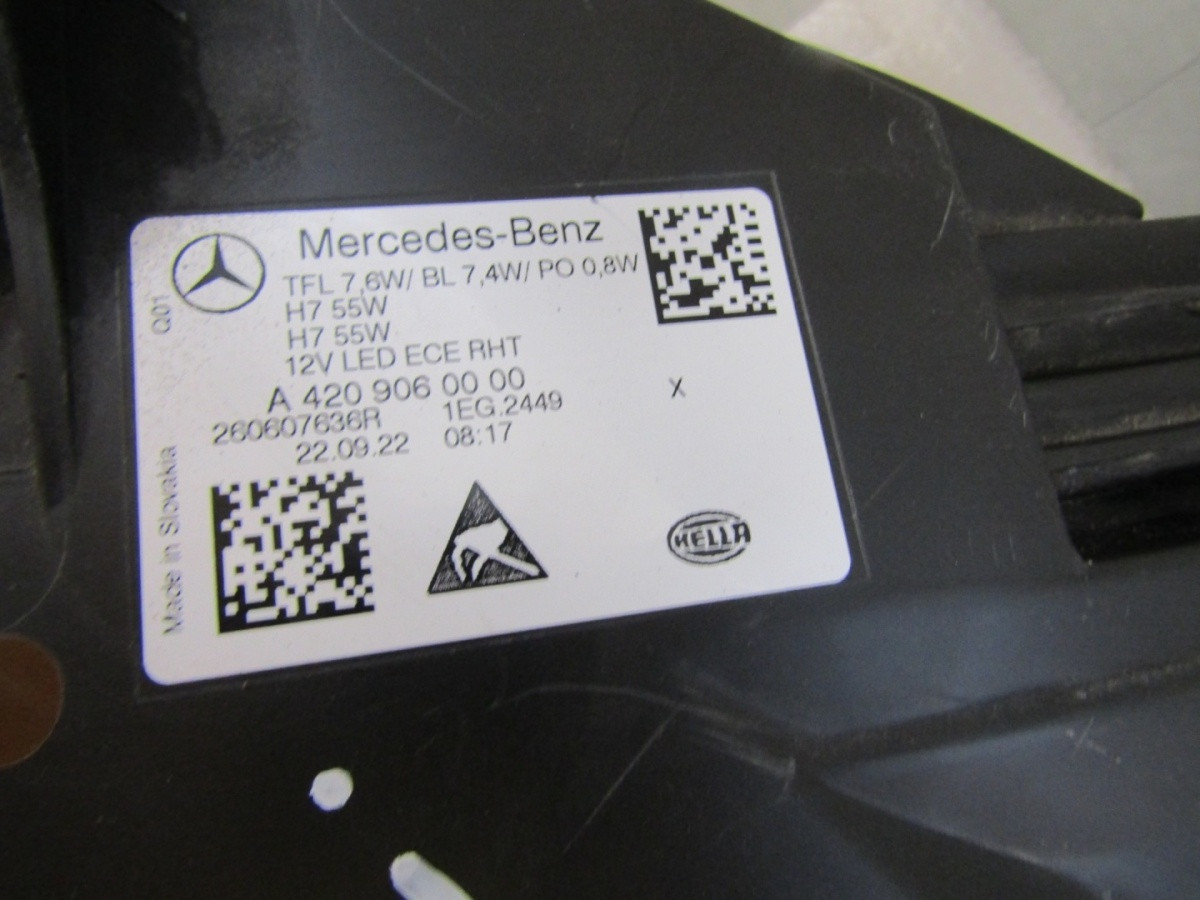 Mercedes-Benz
TFL 7,6W/ BL 7,4W/ PO 0,8W
H7 55W
H7 55W
12V LED ECE RHT
A 420 906 00 00
260607636R 1EG.2449
22.09.22 08:17
X
Q01
Made in Slovakia
HELLA